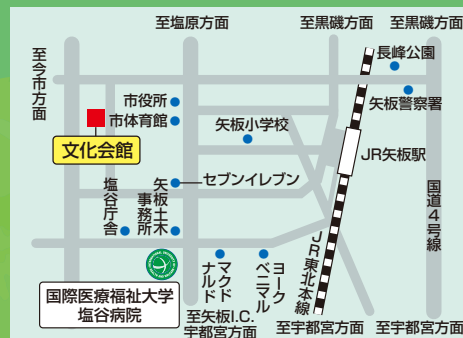 至塩原方面
至黒磯方面
至黒磯方面
至今市方面
長峰公園
市役所
市体育館
矢板小学校
矢板警察署
文化会館
JR矢板駅
セブンイレブン
塩谷庁舎
矢板土木
事務所
国道4号線
JR東北本線
国際医療福祉大学
塩谷病院
マクド
ナルド
ヨーク
ベニマル
至矢板I.C.
宇都宮方面
至宇都宮方面
至宇都宮方面